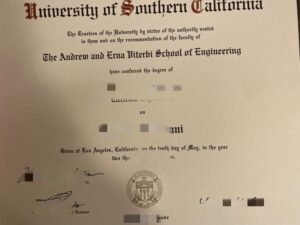 University of Southern California
The Trustees of the University by virtue of the authority vested
in them and on the recommendation of the faculty of
The Andrew and Erna Viterbi School of Engineering
have conferred the degree of
on
ani
Given at Los Angeles, California, on the tenth day of May, in the year
two